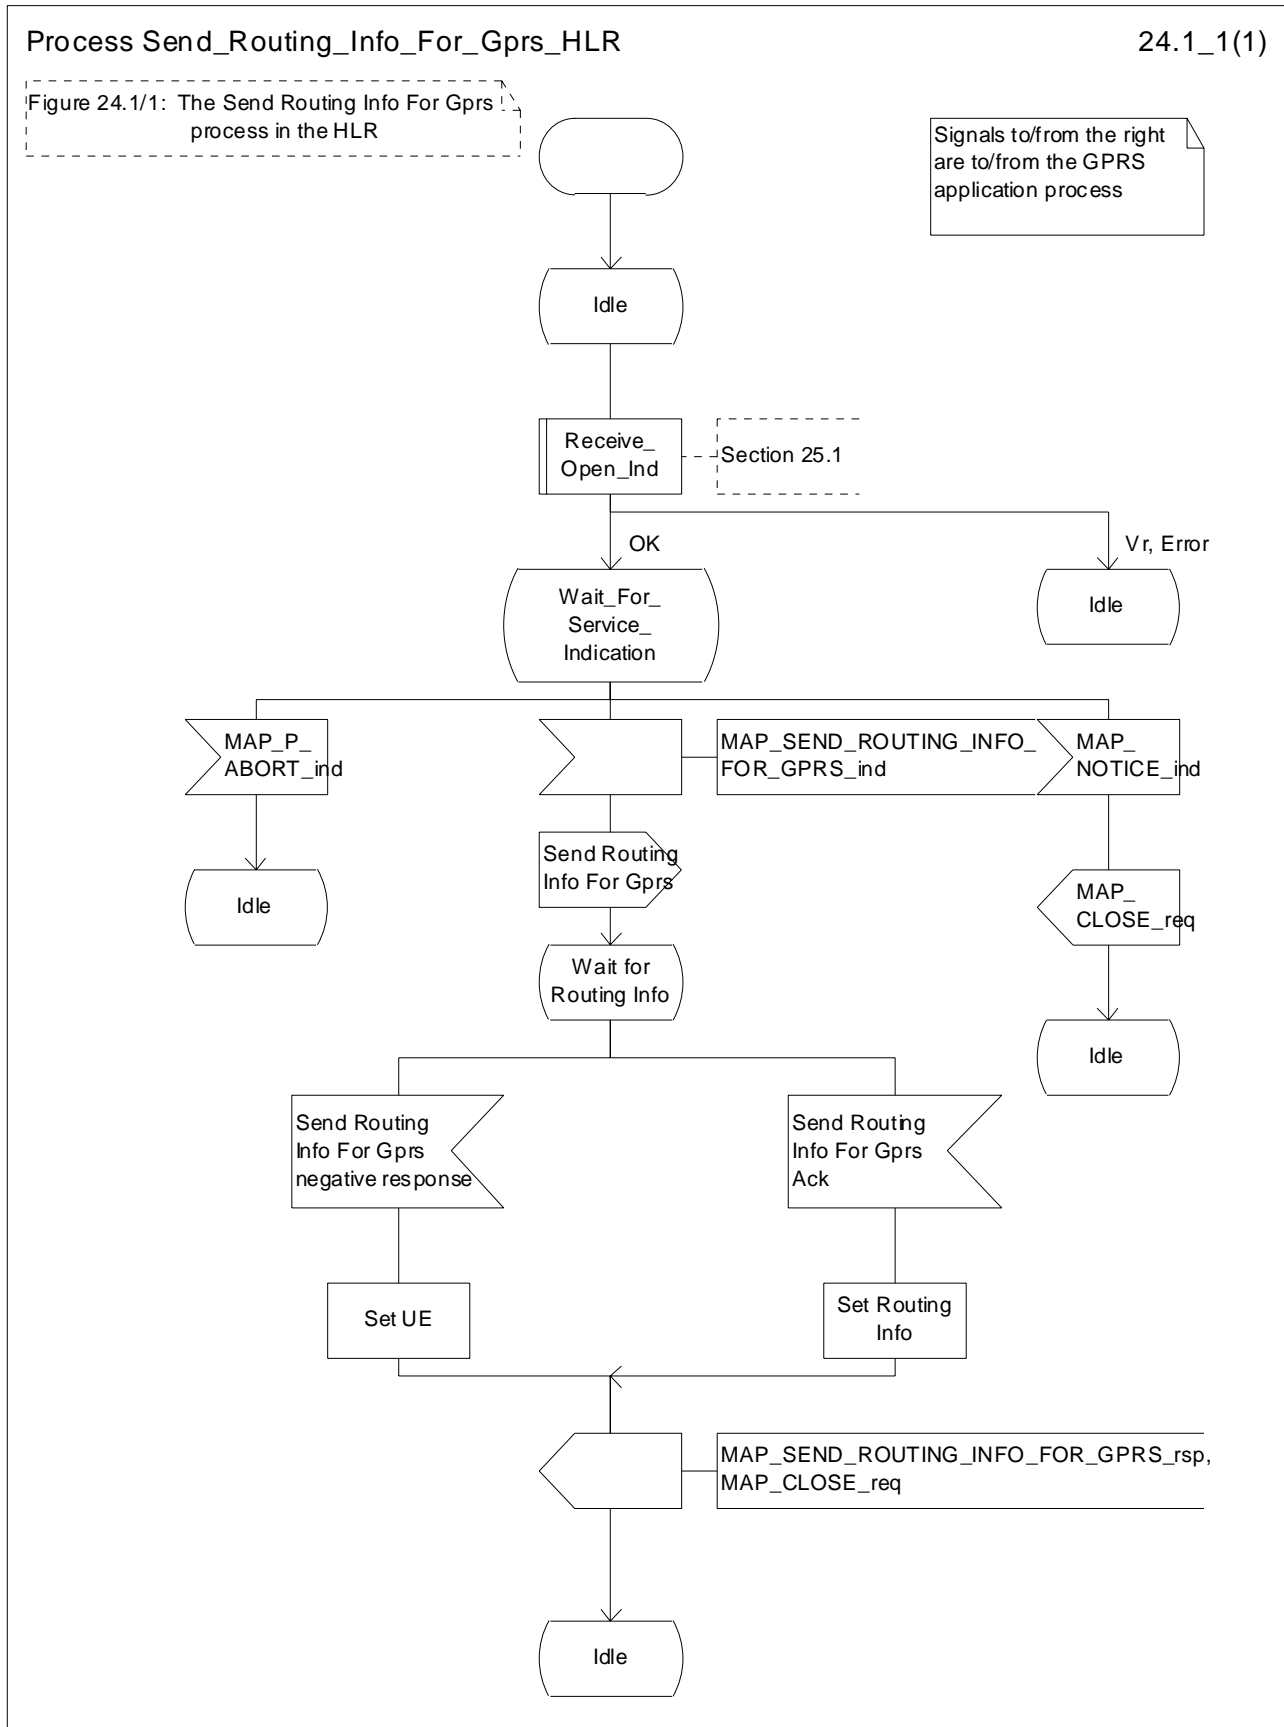 Process Send_Routing_Info_For_Gprs_HLR
24.1_1(1)
Figure 24.1/1: The Send Routing Info For Gprs
process in the HLR
Signals to/from the right
are to/from the GPRS
application process
Idle
Receive_
Open_Ind
Section 25.1
OK
Vr, Error
Wait_For_
Service_
Indication
Idle
MAP_P_
ABORT_ind
MAP_SEND_ROUTING_INFO_
FOR_GPRS_ind
MAP_
NOTICE_ind
Send Routing
Info For Gprs
Idle
MAP_
CLOSE_req
Wait for
Routing Info
Idle
Send Routing
Info For Gprs
negative response
Send Routing
Info For Gprs
Ack
Set UE
Set Routing
Info
MAP_SEND_ROUTING_INFO_FOR_GPRS_rsp,
MAP_CLOSE_req
Idle